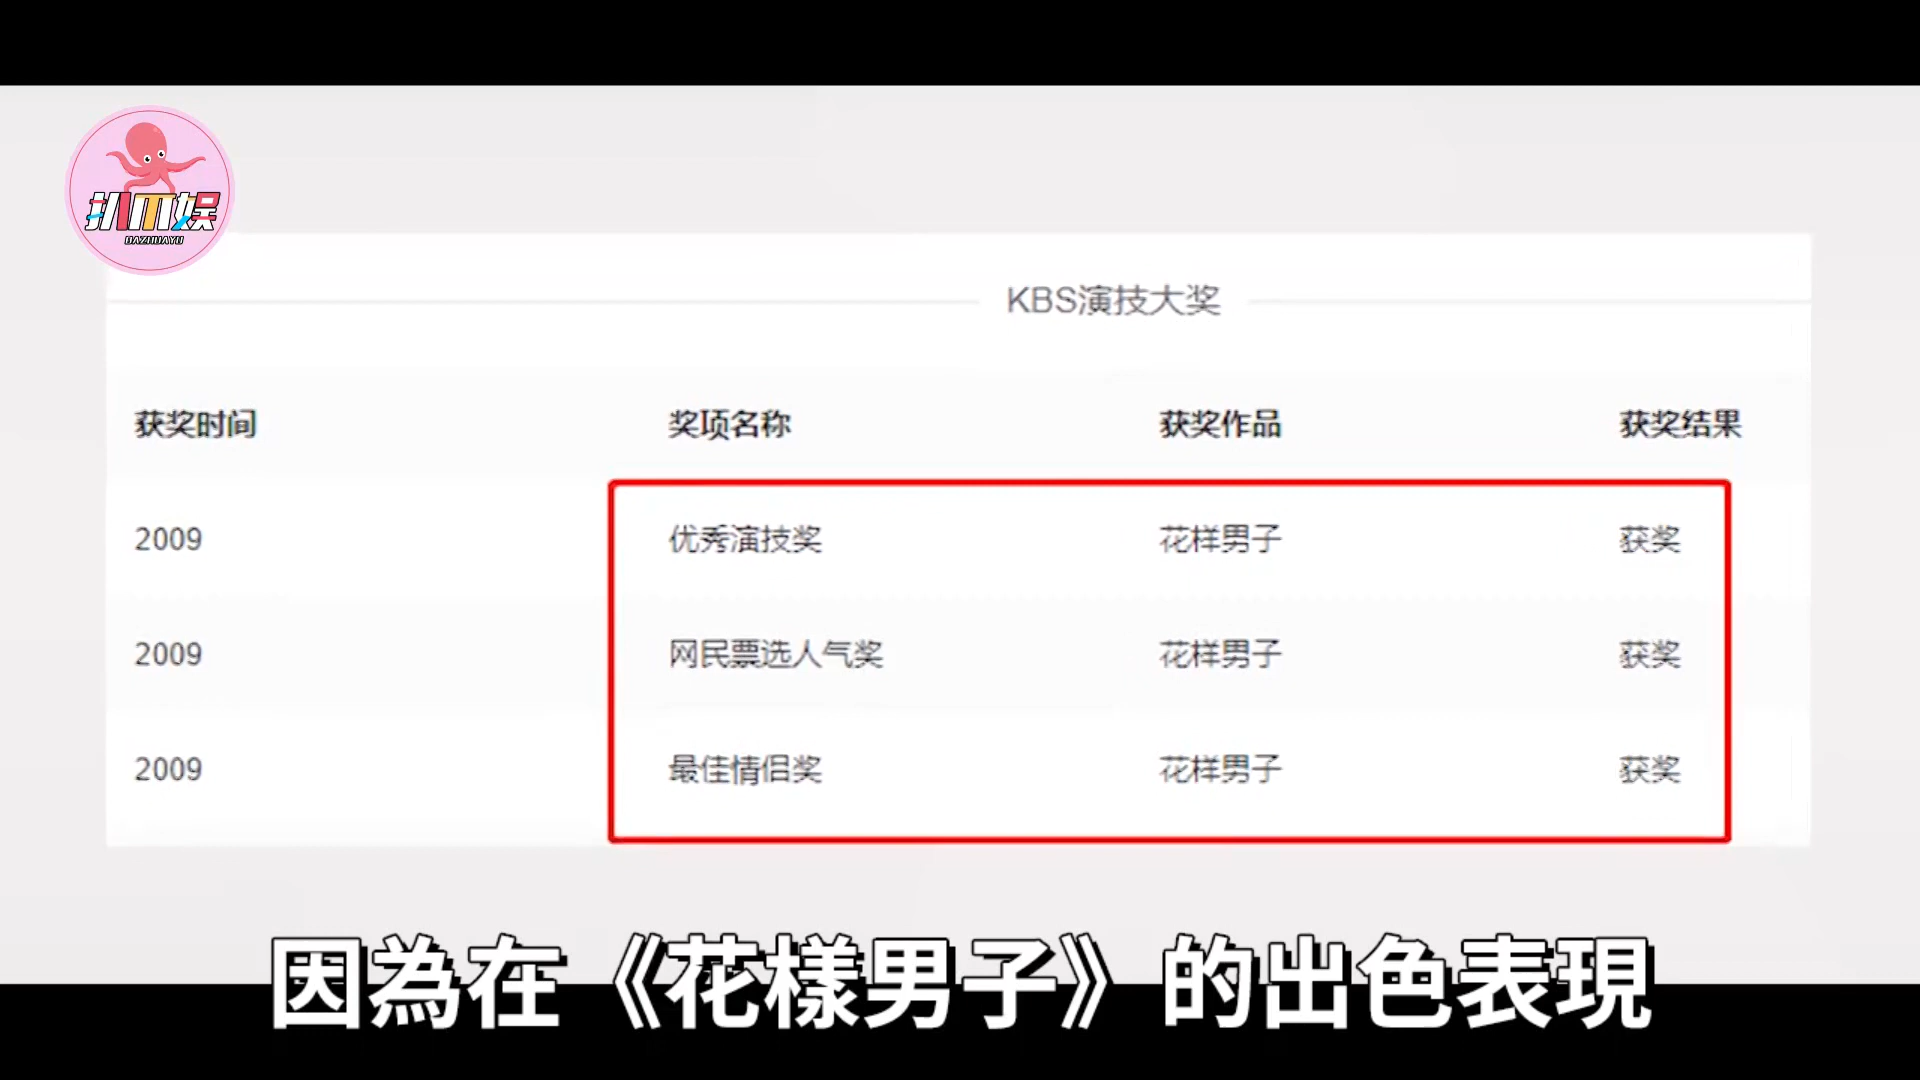 扒爪娱
BAZHUAYU
KBS演技大奖
获奖时间 奖项名称 获奖作品 获奖结果
2009 优秀演技奖 花样男子 获奖
2009 网民票选人气奖 花样男子 获奖
2009 最佳情侣奖 花样男子 获奖
因為在《花樣男子》的出色表現